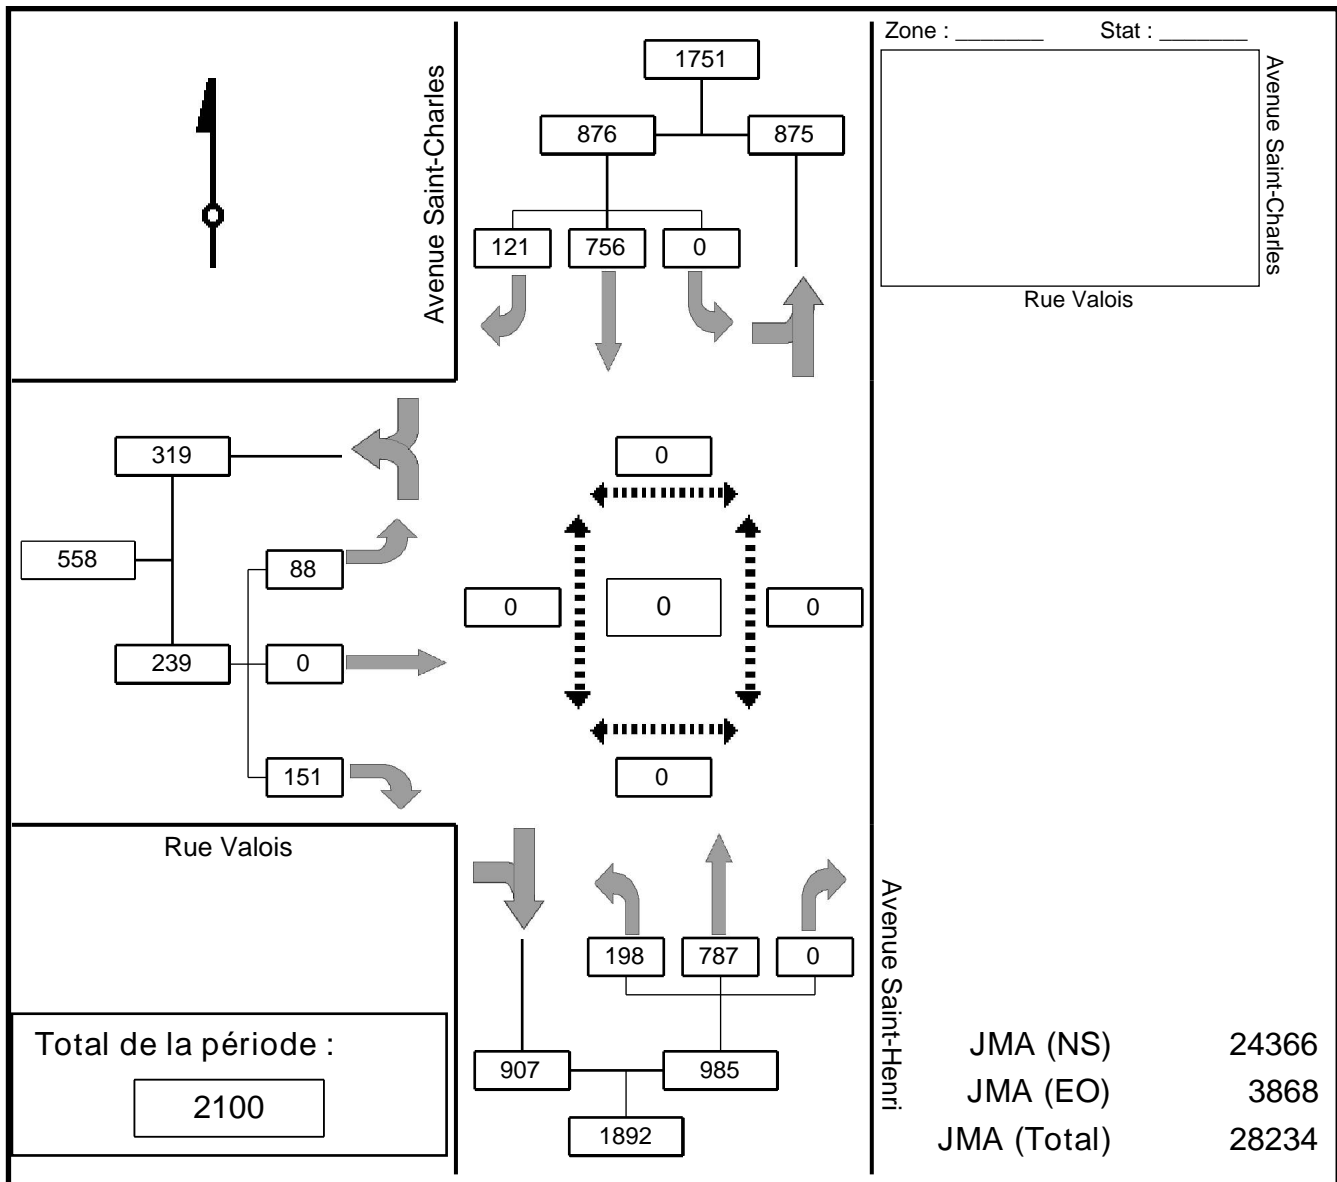 Zone : _______ Stat : _______
Avenue Saint-Charles
Avenue Saint-Charles
Rue Valois
1751
876
875
121
756
0
319
558
239
88
0
151
0
0
0
0
0
Rue Valois
198
787
0
907
985
1892
Avenue Saint-Henri
Total de la période :
2100
JMA (NS) 24366
JMA (EO) 3868
JMA (Total) 28234